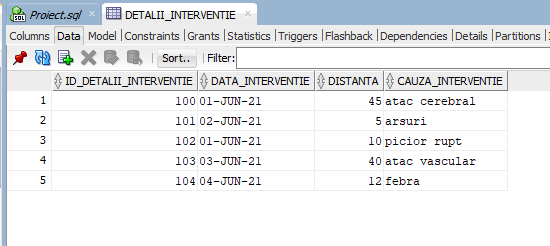 Proiect.sql DETALII_INTERVENTIE
Columns Data Model Constraints Grants Statistics Triggers Flashback Dependencies Details Partitions
Sort.. Filter:
ID_DETALII_INTERVENTIE DATA_INTERVENTIE DISTANTA CAUZA_INTERVENTIE
1 100 01-JUN-21 45 atac cerebral
2 101 02-JUN-21 5 arsuri
3 102 01-JUN-21 10 picior rupt
4 103 03-JUN-21 40 atac vascular
5 104 04-JUN-21 12 febra